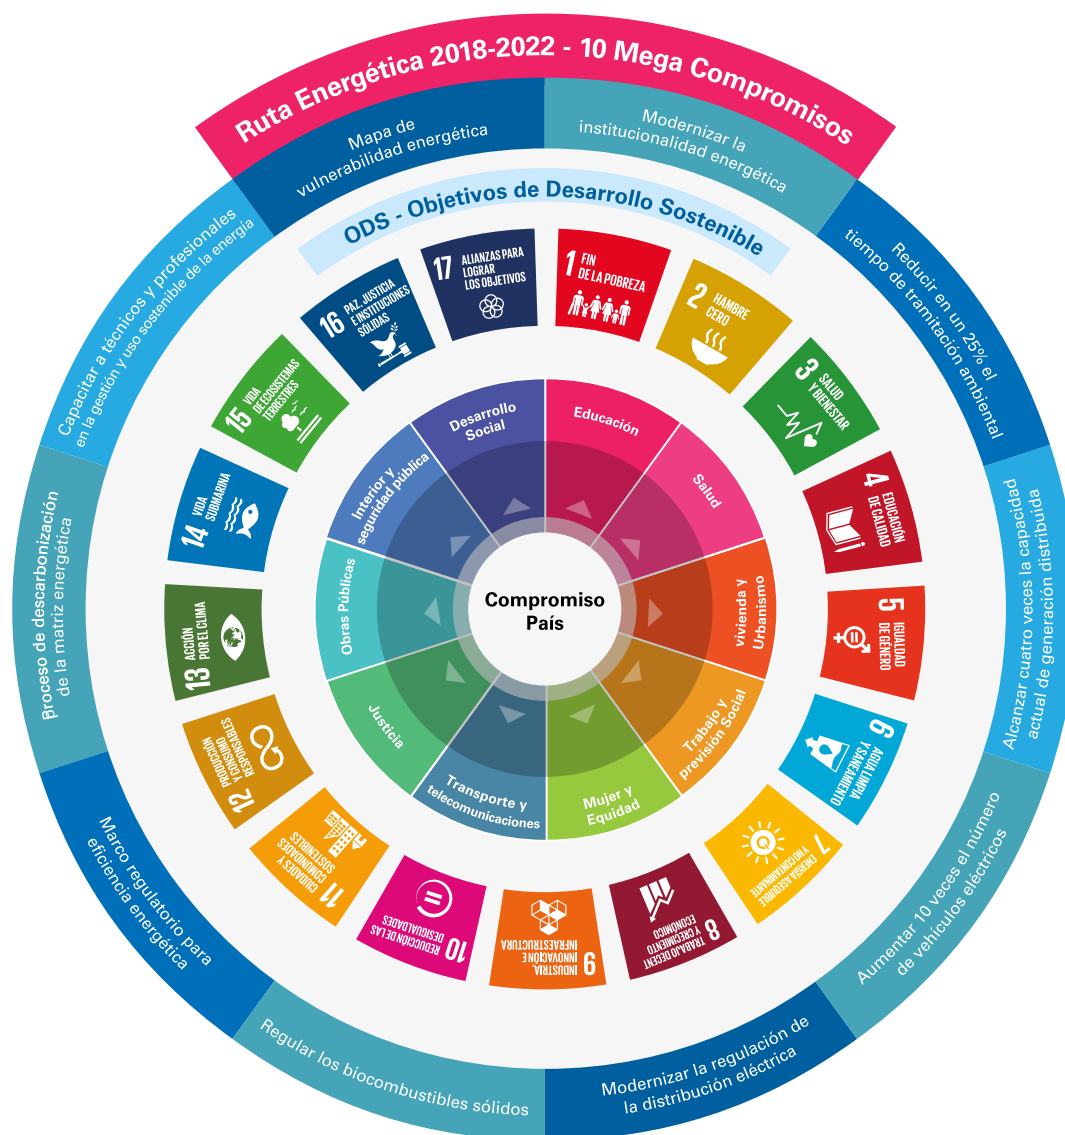 Ruta Energética 2018-2022 - 10 Mega Compromisos
Mapa de
vulnerabilidad energética
Modernizar la
institucionalidad energética
Reducir en un 25% el
tiempo de tramitación ambiental
Alcanzar cuatro veces la capacidad
actual de generación distribuida
Aumentar 10 veces el número
de vehículos eléctricos
Modernizar la regulación de
la distribución eléctrica
Regular los biocombustibles sólidos
Marco regulatorio para
eficiencia energética
Proceso de descarbonización
de la matriz energética
Capacitar a técnicos y profesionales
en la gestión y uso sostenible de la energía
ODS - Objetivos de Desarrollo Sostenible
1 FIN
DE LA POBREZA
2 HAMBRE
CERO
3 SALUD
Y BIENESTAR
4 EDUCACIÓN
DE CALIDAD
5 IGUALDAD
DE GÉNERO
6 AGUA LIMPIA
Y SANEAMIENTO
7 ENERGÍA ASEQUIBLE
Y NO CONTAMINANTE
8 TRABAJO DECENT
Y CRECIMIENTO
ECONÓMICO
9 INDUSTRIA,
INNOVACIÓN E
INFRAESTRUCTURA
10 REDUCCIÓN DE LAS
DESIGUALDADES
11 CIUDADES Y
COMUNIDADES
SOSTENIBLES
12 PRODUCCIÓN
Y CONSUMO
RESPONSABLES
13 ACCIÓN
POR EL CLIMA
14 VIDA
SUBMARINA
15 VIDA
DE ECOSISTEMAS
TERRESTRES
16 PAZ, JUSTICIA
E INSTITUCIONES
SÓLIDAS
17 ALIANZAS PARA
LOGRAR
LOS OBJETIVOS
Educación
Salud
vivienda y
Urbanismo
Trabajo y
previsión Social
Mujer y
Equidad
Transporte y
telecomunicaciones
Justicia
Obras Públicas
Interior y
seguridad pública
Desarrollo
Social
Compromiso
País